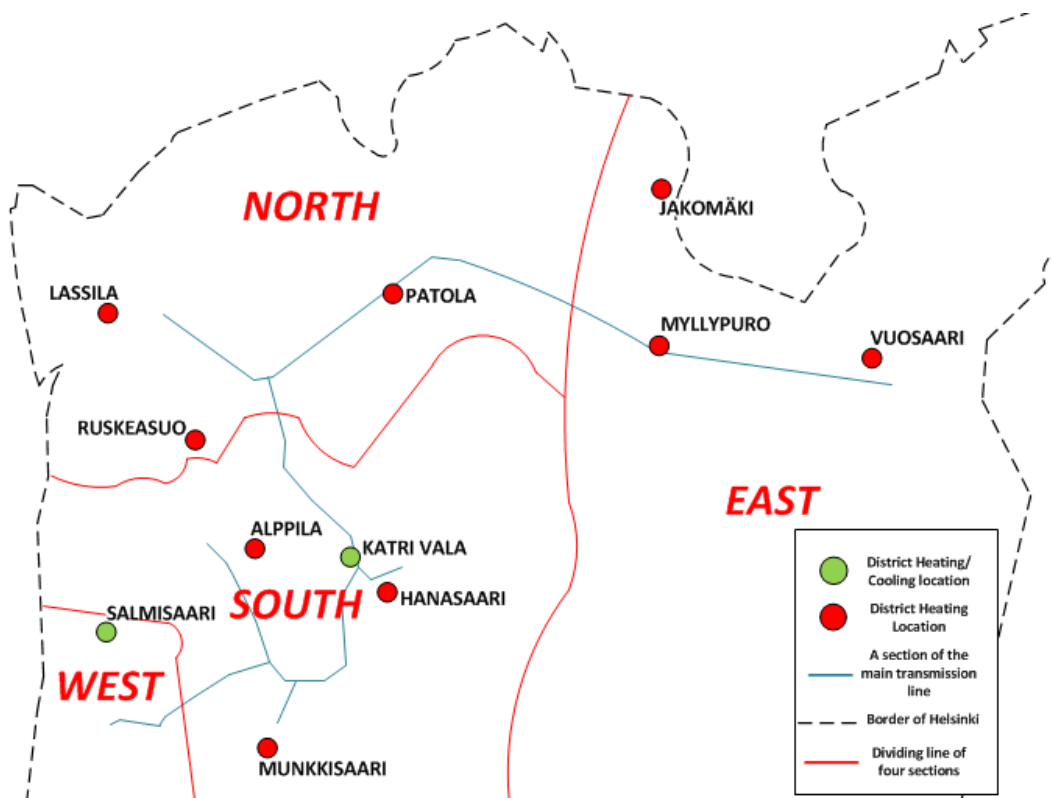 NORTH
JAKOMÄKI
LASSILA
PATOLA
MYLLYPURO
VUOSAARI
RUSKEASUO
EAST
ALPPILA
KATRI VALA
SOUTH
HANASAARI
SALMISAARI
WEST
MUNKKISAARI
District Heating/
Cooling location
District Heating
Location
A section of the
main transmission
line
Border of Helsinki
Dividing line of
four sections